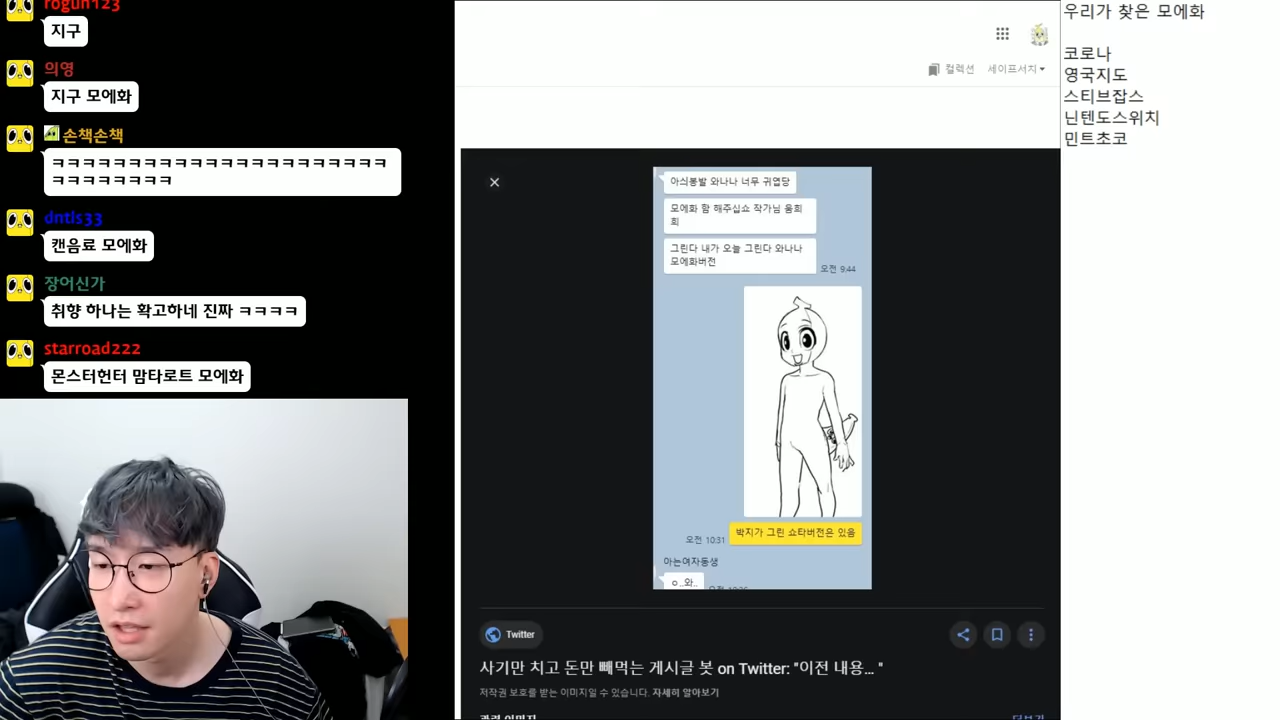 rogun123
지구
의영
지구 모에화
손책손책
ㅋㅋㅋㅋㅋㅋㅋㅋㅋㅋㅋㅋㅋㅋㅋㅋㅋㅋㅋㅋㅋㅋ
ㅋㅋㅋㅋㅋㅋㅋㅋ
dntls33
캔음료 모에화
장어신가
취향 하나는 확고하네 진짜 ㅋㅋㅋㅋ
starroad222
몬스터헌터 맘타로트 모에화
컬렉션
세이프서치
아싀봉발 와나나 너무 귀엽당
모에화 함 해주십쇼 작가님 움희
희
그린다 내가 오늘 그린다 와나나
모에화버전
오전 9:44
박지가 그린 쇼타버전은 있음
오전 10:31
아는여자동생
ㅇ..와..
Twitter
사기만 치고 돈만 빼먹는 게시글 봇 on Twitter: "이전 내용..."
저작권 보호를 받는 이미지일 수 있습니다. 자세히 알아보기
우리가 찾은 모에화
코로나
영국지도
스티브잡스
닌텐도스위치
민트초코